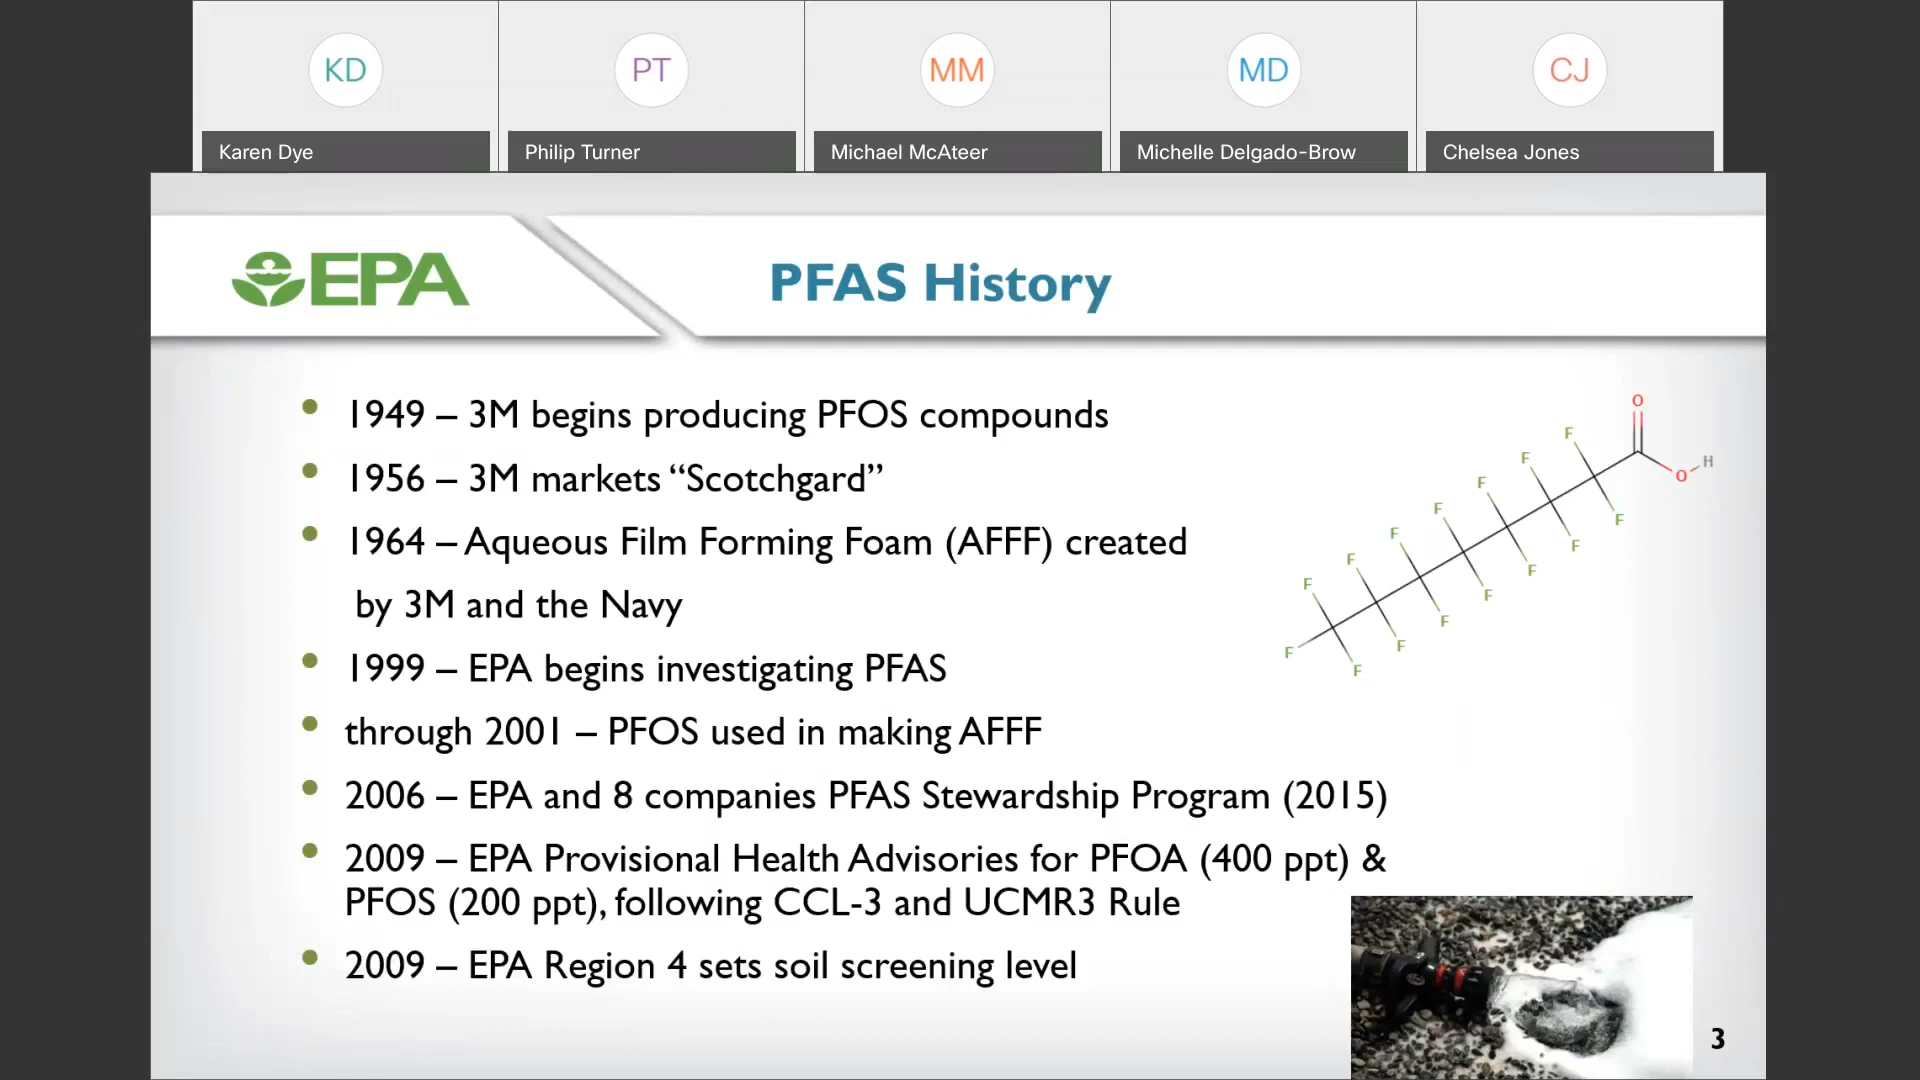 KD
PT
MM
MD
CJ
Karen Dye
Philip Turner
Michael McAteer
Michelle Delgado-Brow
Chelsea Jones
EPA
PFAS History
• 1949 – 3M begins producing PFOS compounds
• 1956 – 3M markets “Scotchgard”
• 1964 – Aqueous Film Forming Foam (AFFF) created
by 3M and the Navy
• 1999 – EPA begins investigating PFAS
• through 2001 – PFOS used in making AFFF
• 2006 – EPA and 8 companies PFAS Stewardship Program (2015)
• 2009 – EPA Provisional Health Advisories for PFOA (400 ppt) &
PFOS (200 ppt), following CCL-3 and UCMR3 Rule
• 2009 – EPA Region 4 sets soil screening level
O
F
F
H
O
F
F
F
F
F
F
F
F
F
F
F
F
F
3